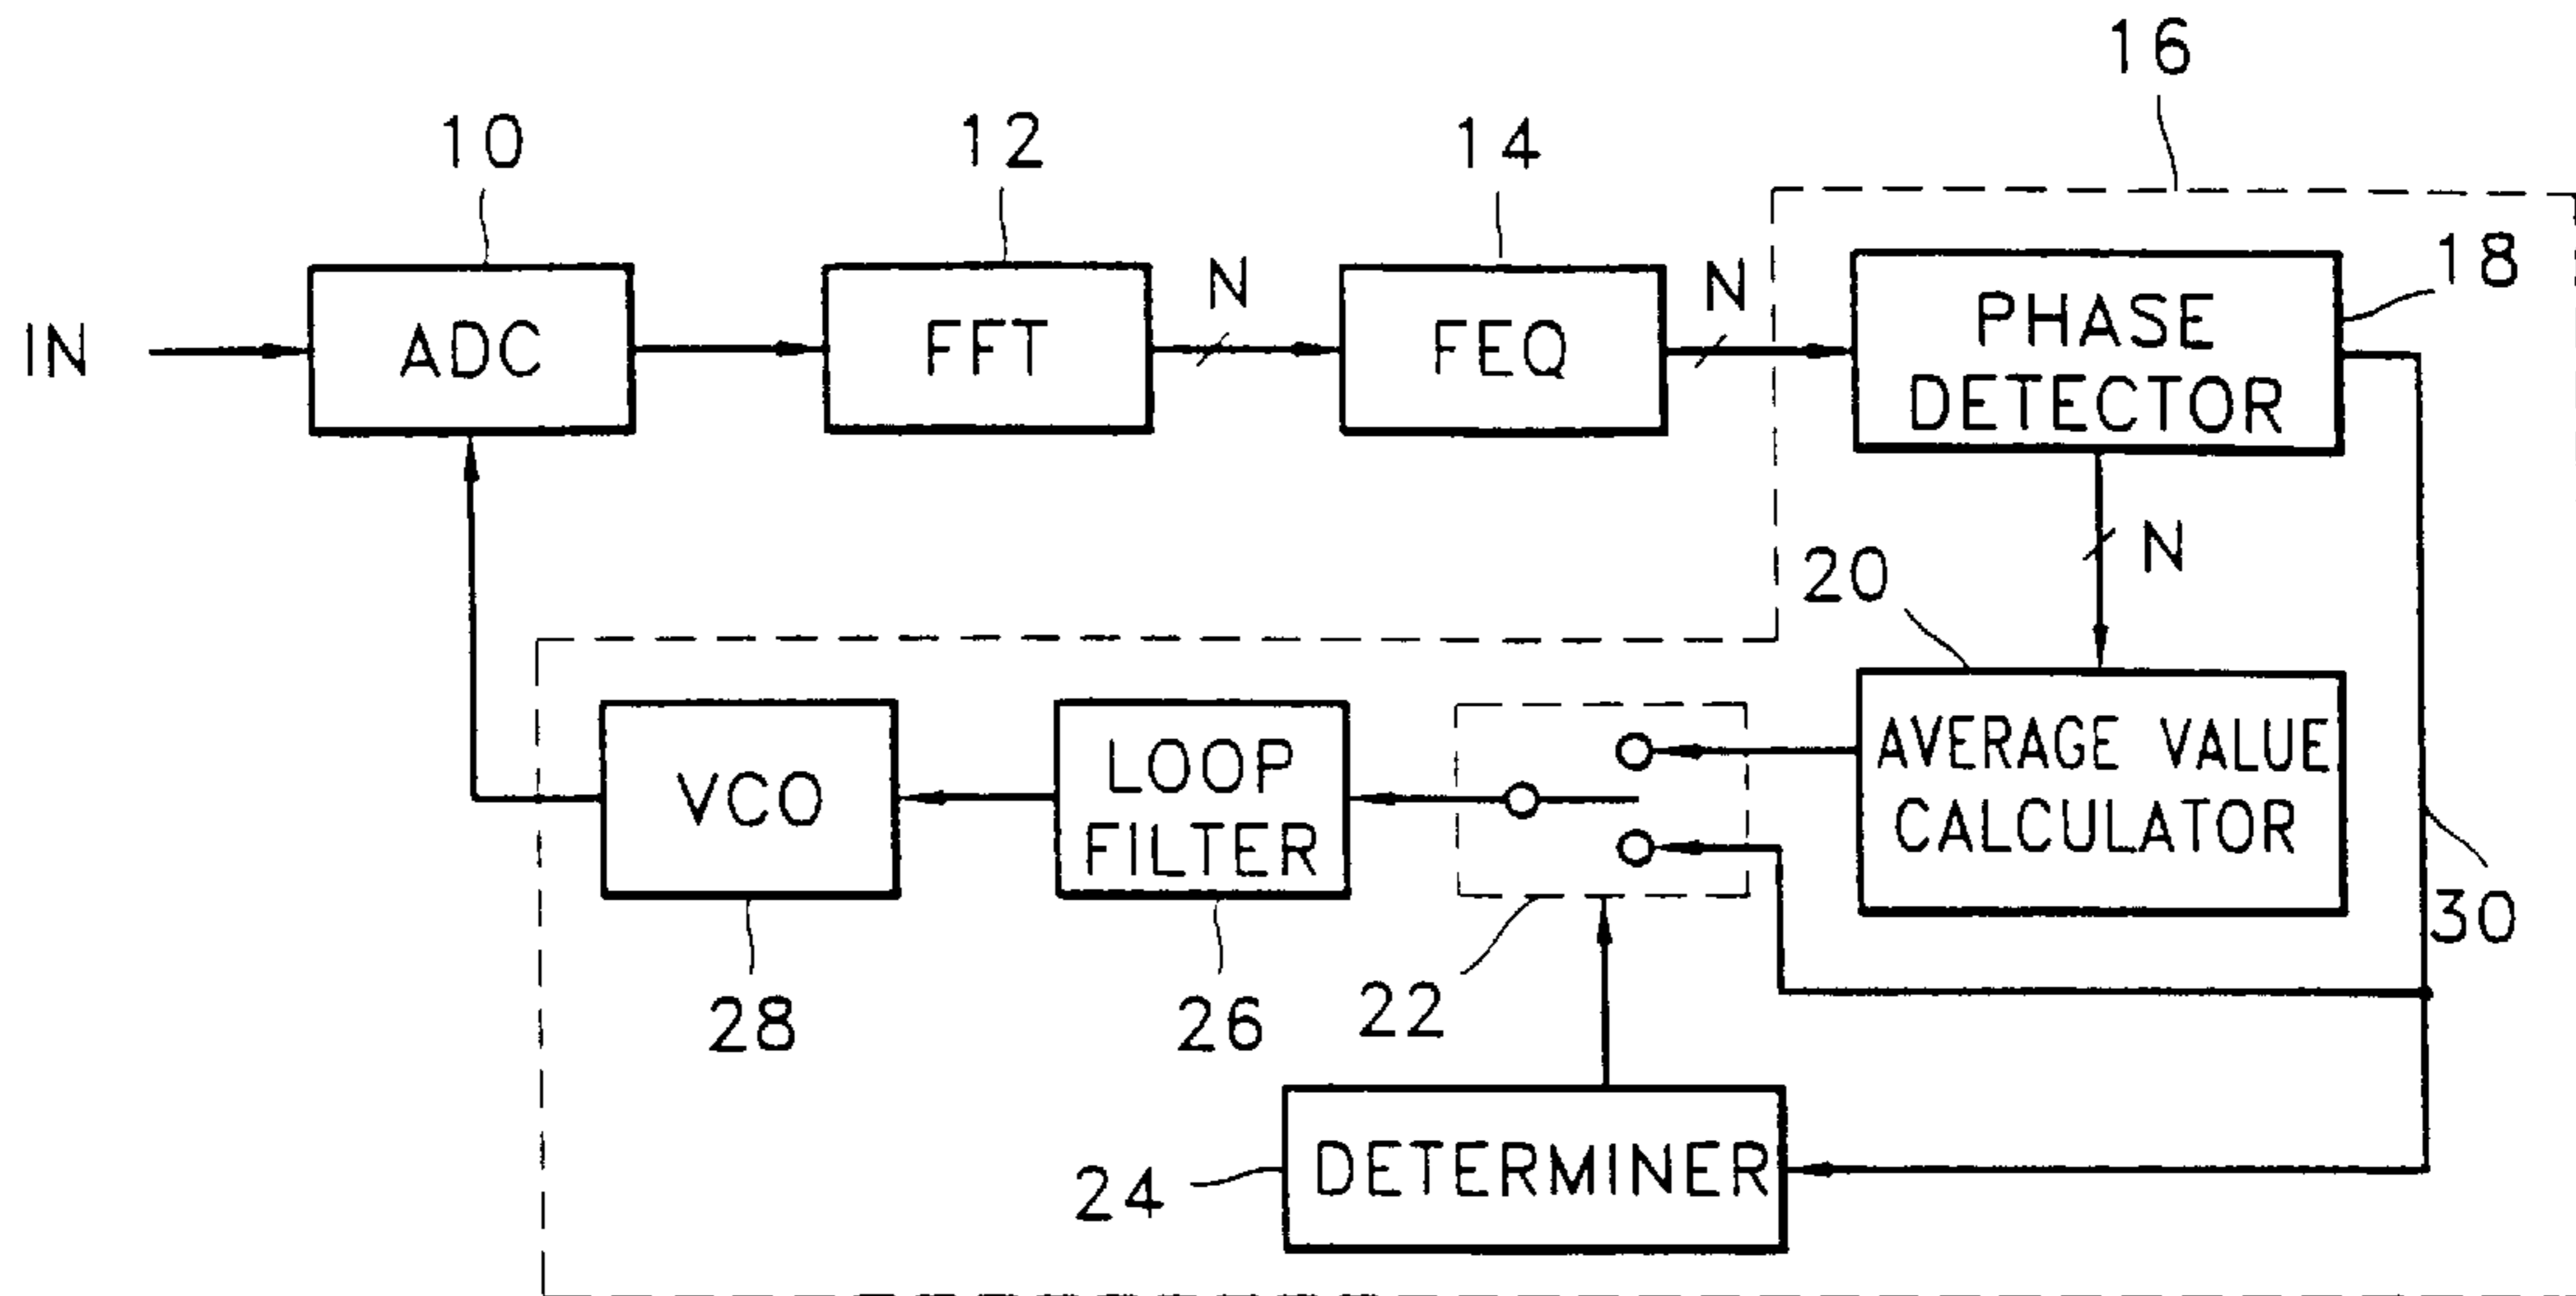 16
10
12
14
18
IN
ADC
FFT
N
FEQ
N
PHASE
DETECTOR
N
20
VCO
LOOP
FILTER
AVERAGE VALUE
CALCULATOR
30
28
26
22
24
DETERMINER